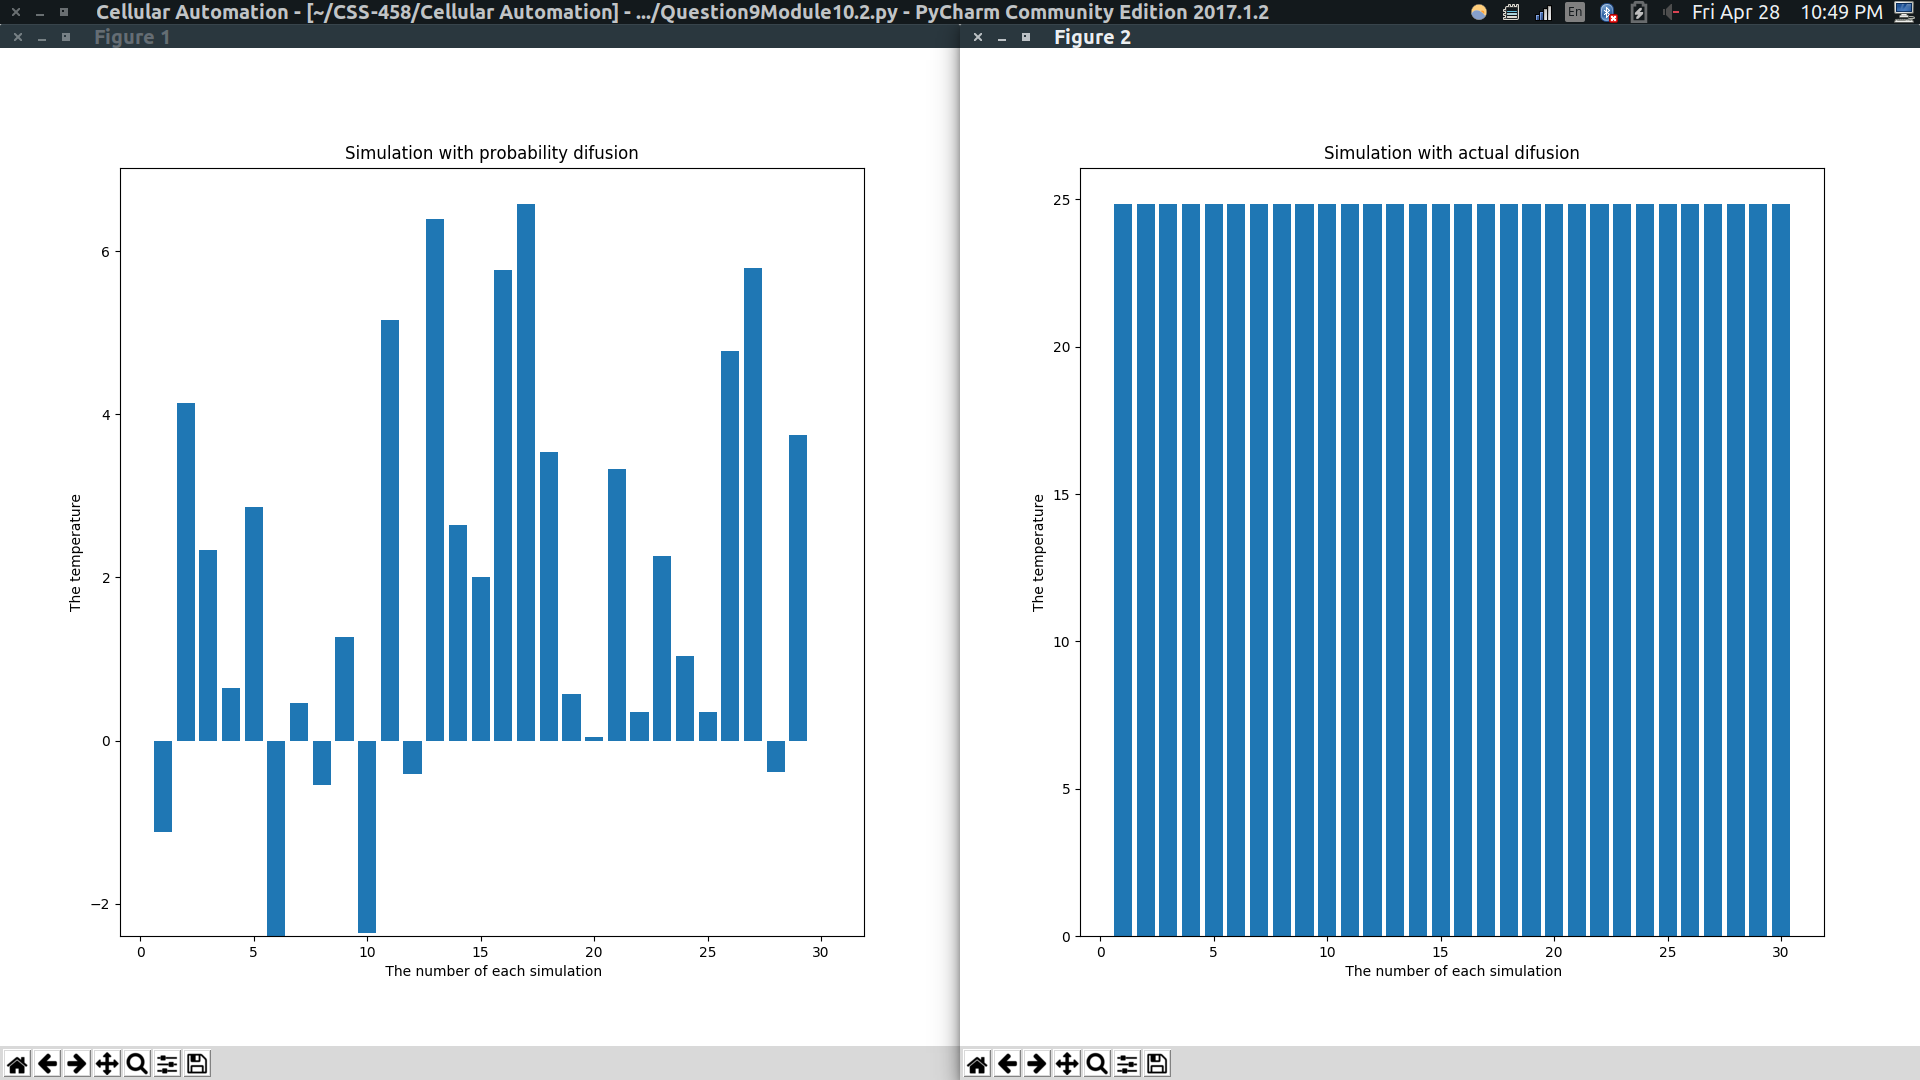 Cellular Automation - [~/CSS-458/Cellular Automation] - .../Question9Module10.2.py - PyCharm Community Edition 2017.1.2
En
Fri Apr 28 10:49 PM
Figure 1
Simulation with probability difusion
6
4
2
0
−2
The temperature
0 5 10 15 20 25 30
The number of each simulation
Figure 2
Simulation with actual difusion
25
20
15
10
5
0
The temperature
0 5 10 15 20 25 30
The number of each simulation